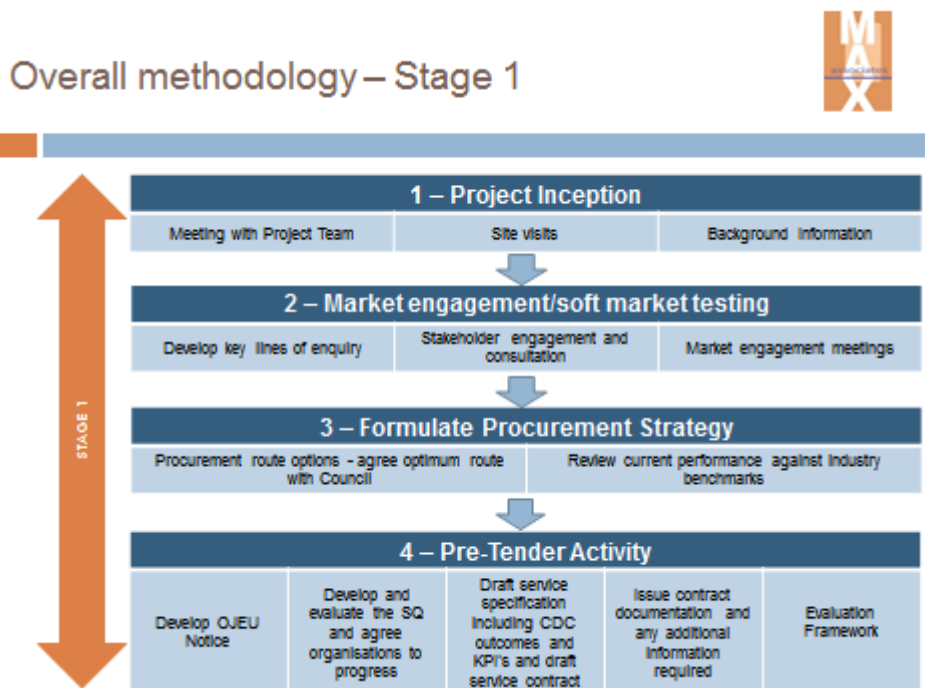 MAX
associates
Overall methodology – Stage 1
STAGE 1
1 – Project Inception
Meeting with Project Team
Site visits
Background information
2 – Market engagement/soft market testing
Develop key lines of enquiry
Stakeholder engagement and
consultation
Market engagement meetings
3 – Formulate Procurement Strategy
Procurement route options - agree optimum route
with Council
Review current performance against industry
benchmarks
4 – Pre-Tender Activity
Develop OJEU
Notice
Develop and
evaluate the SQ
and agree
organisations to
progress
Draft service
specification
including CDC
outcomes and
KPI's and draft
service contract
Issue contract
documentation and
any additional
information
required
Evaluation
Framework